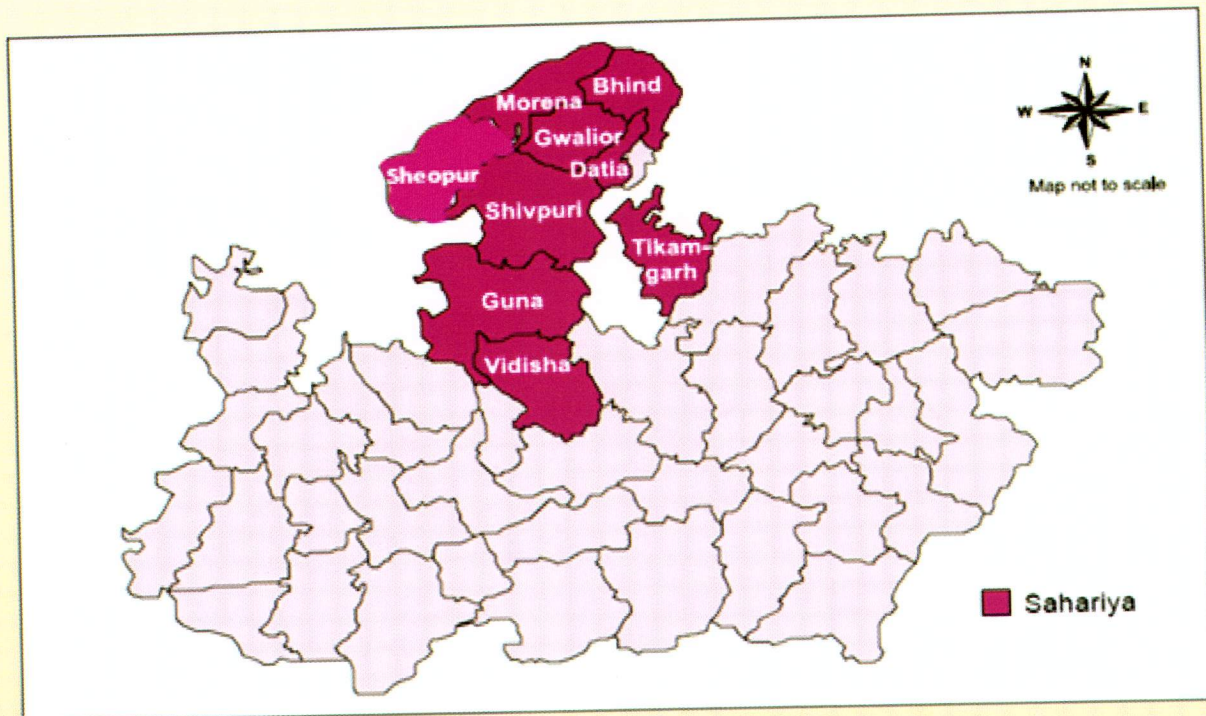 N
W E
S
Map not to scale
Bhind
Morena
Gwalior
Datia
Sheopur
Shivpuri
Tikam-
garh
Guna
Vidisha
Sahariya